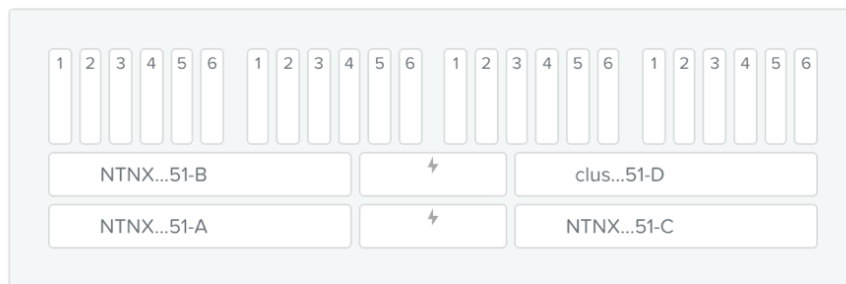 1 2 3 4 5 6 1 2 3 4 5 6 1 2 3 4 5 6 1 2 3 4 5 6
NTNX...51-B clus...51-D
NTNX...51-A NTNX...51-C